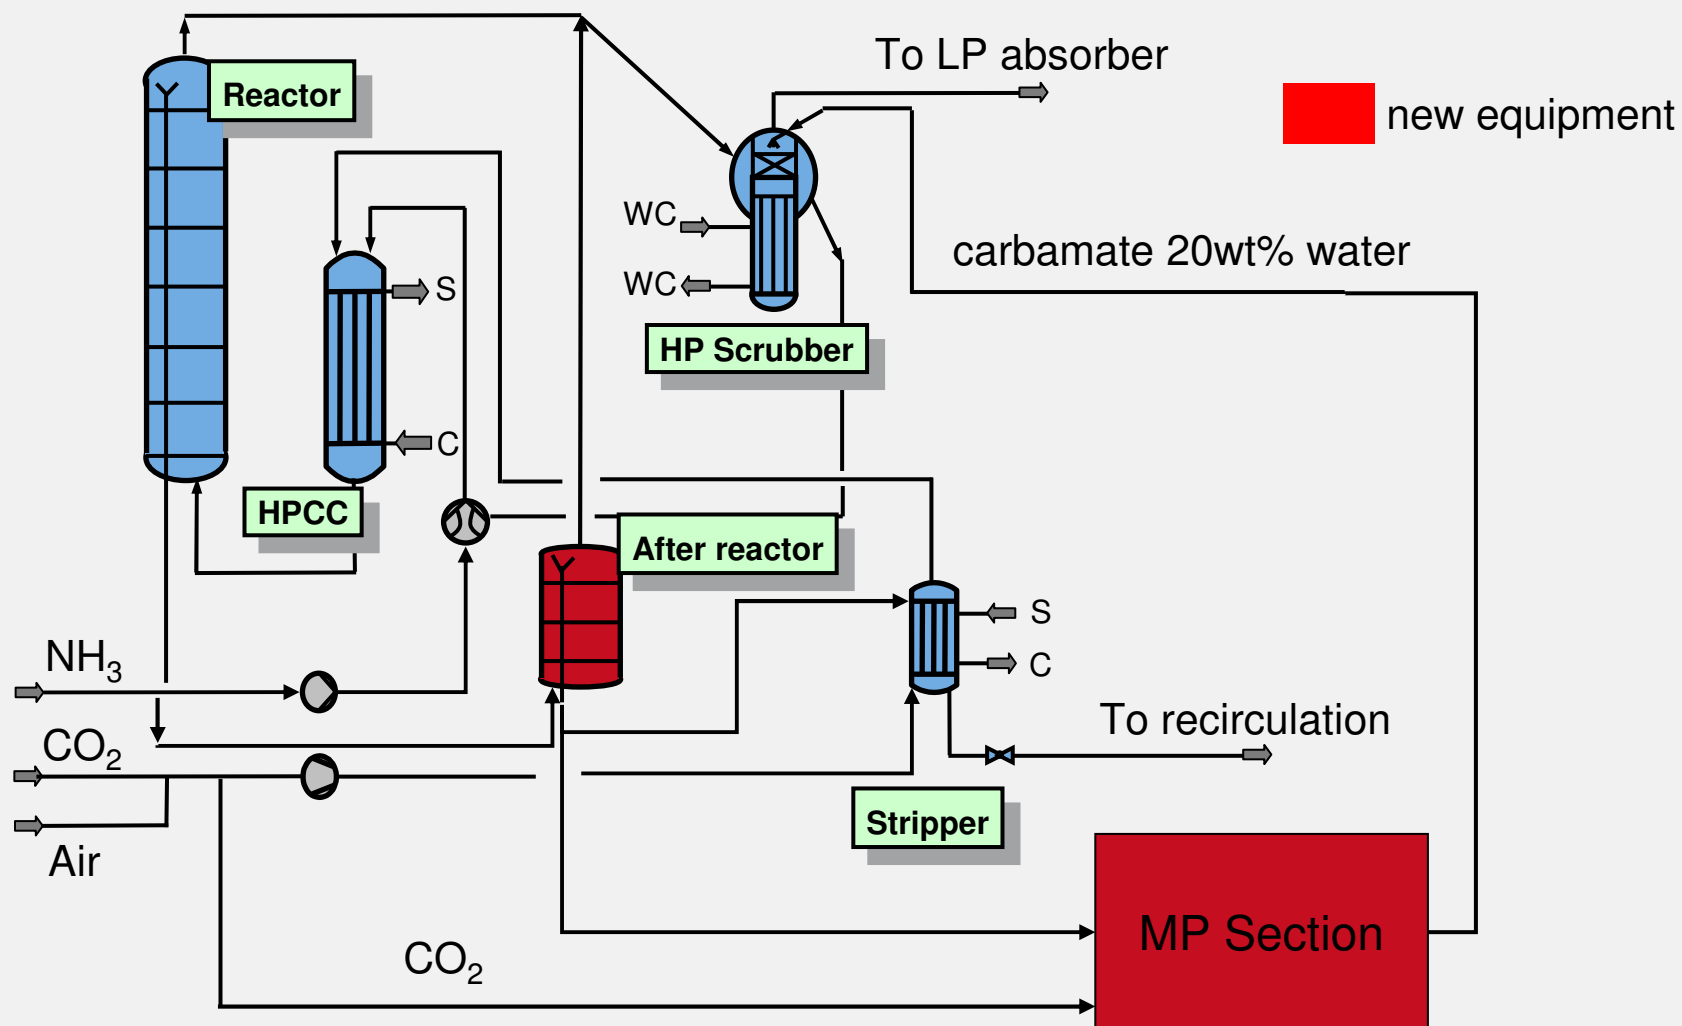 To LP absorber
Reactor
new equipment
WC
carbamate 20wt% water
WC
S
HP Scrubber
C
HPCC
After reactor
S
NH₃
C
To recirculation
CO₂
Stripper
Air
MP Section
CO₂